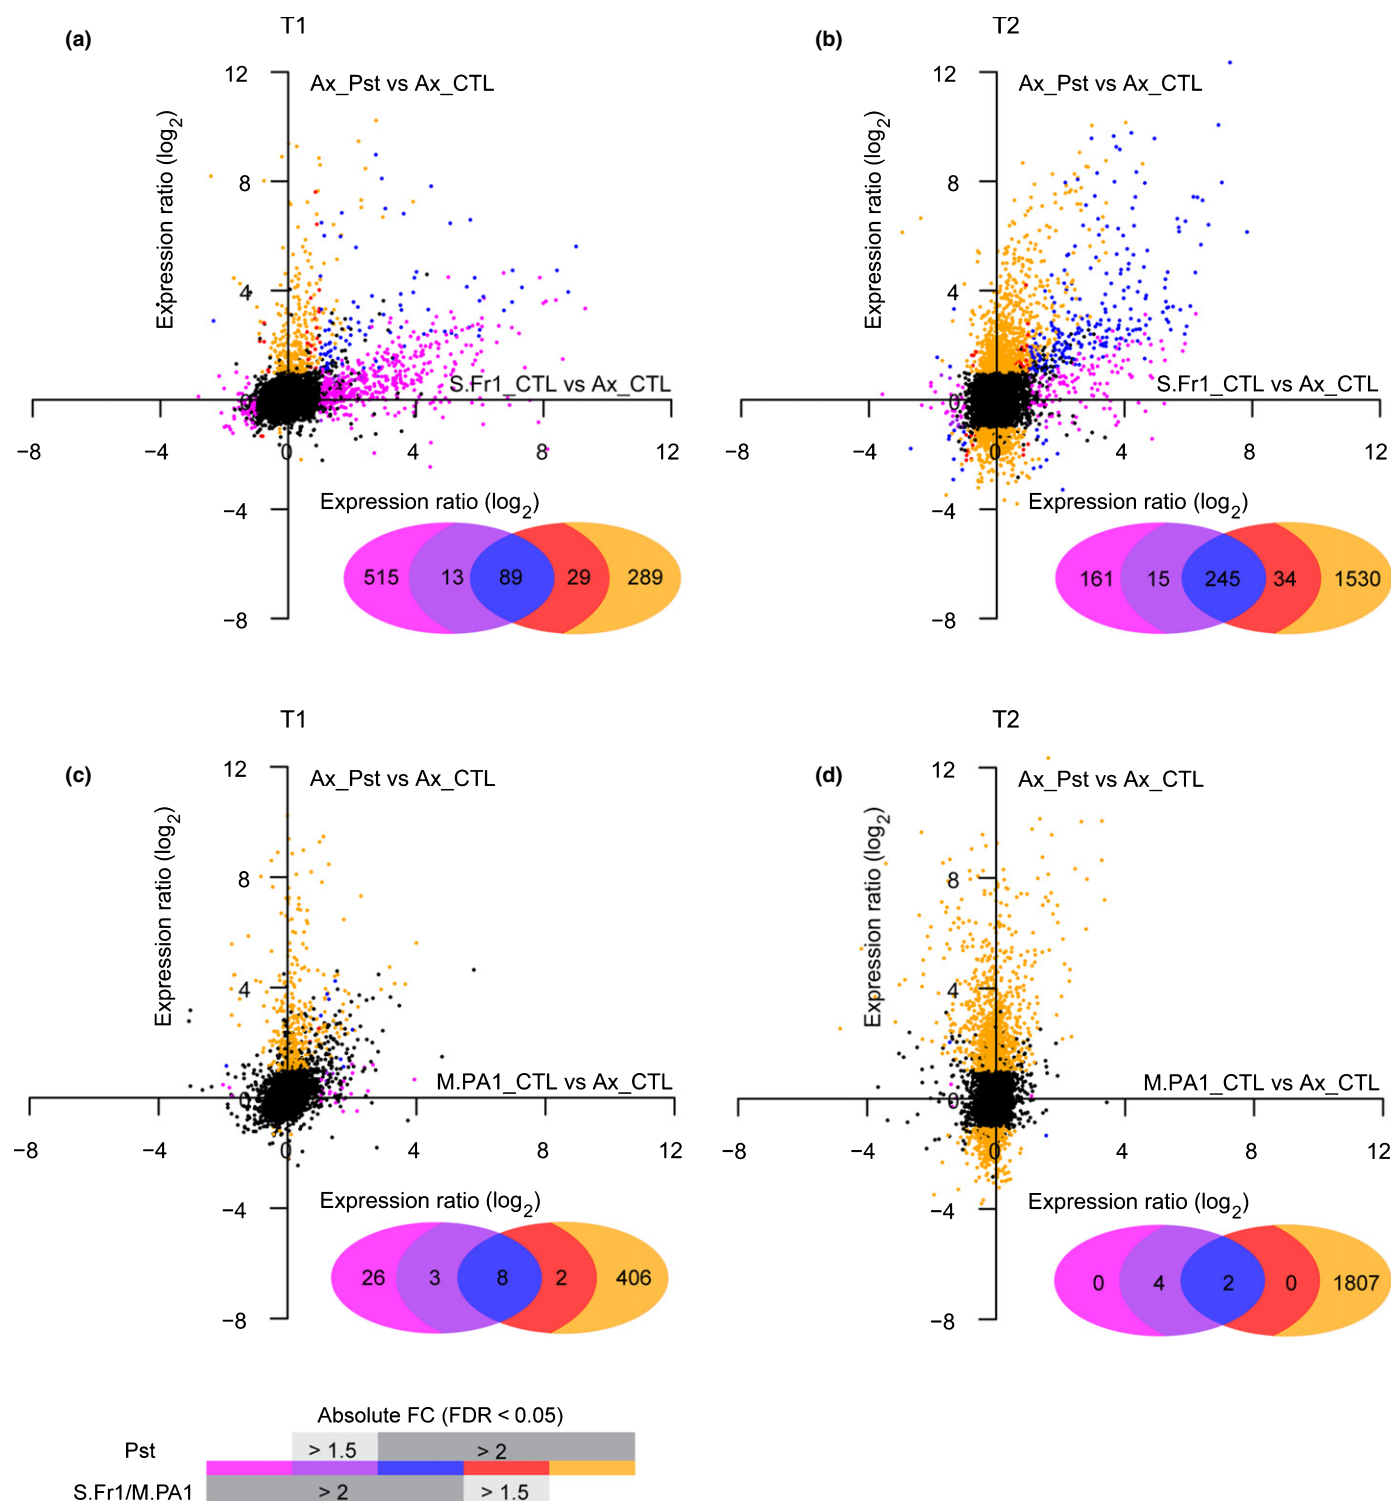 T1
T2
(a)
(b)
12
Ax_Pst vs Ax_CTL
12
Ax_Pst vs Ax_CTL
Expression ratio (log2)
Expression ratio (log2)
8
8
4
4
S.Fr1_CTL vs Ax_CTL
S.Fr1_CTL vs Ax_CTL
0
0
−8 −4 0 4 8 12
−8 −4 0 4 8 12
Expression ratio (log2)
Expression ratio (log2)
−4
−4
515 13 89 29 289
161 15 245 34 1530
−8
−8
T1
T2
(c)
(d)
12
Ax_Pst vs Ax_CTL
12
Ax_Pst vs Ax_CTL
Expression ratio (log2)
Expression ratio (log2)
8
8
4
4
M.PA1_CTL vs Ax_CTL
M.PA1_CTL vs Ax_CTL
0
0
−8 −4 0 4 8 12
−8 −4 0 4 8 12
Expression ratio (log2)
Expression ratio (log2)
−4
−4
26 3 8 2 406
0 4 2 0 1807
−8
−8
Absolute FC (FDR < 0.05)
Pst > 1.5 > 2
S.Fr1/M.PA1 > 2 > 1.5